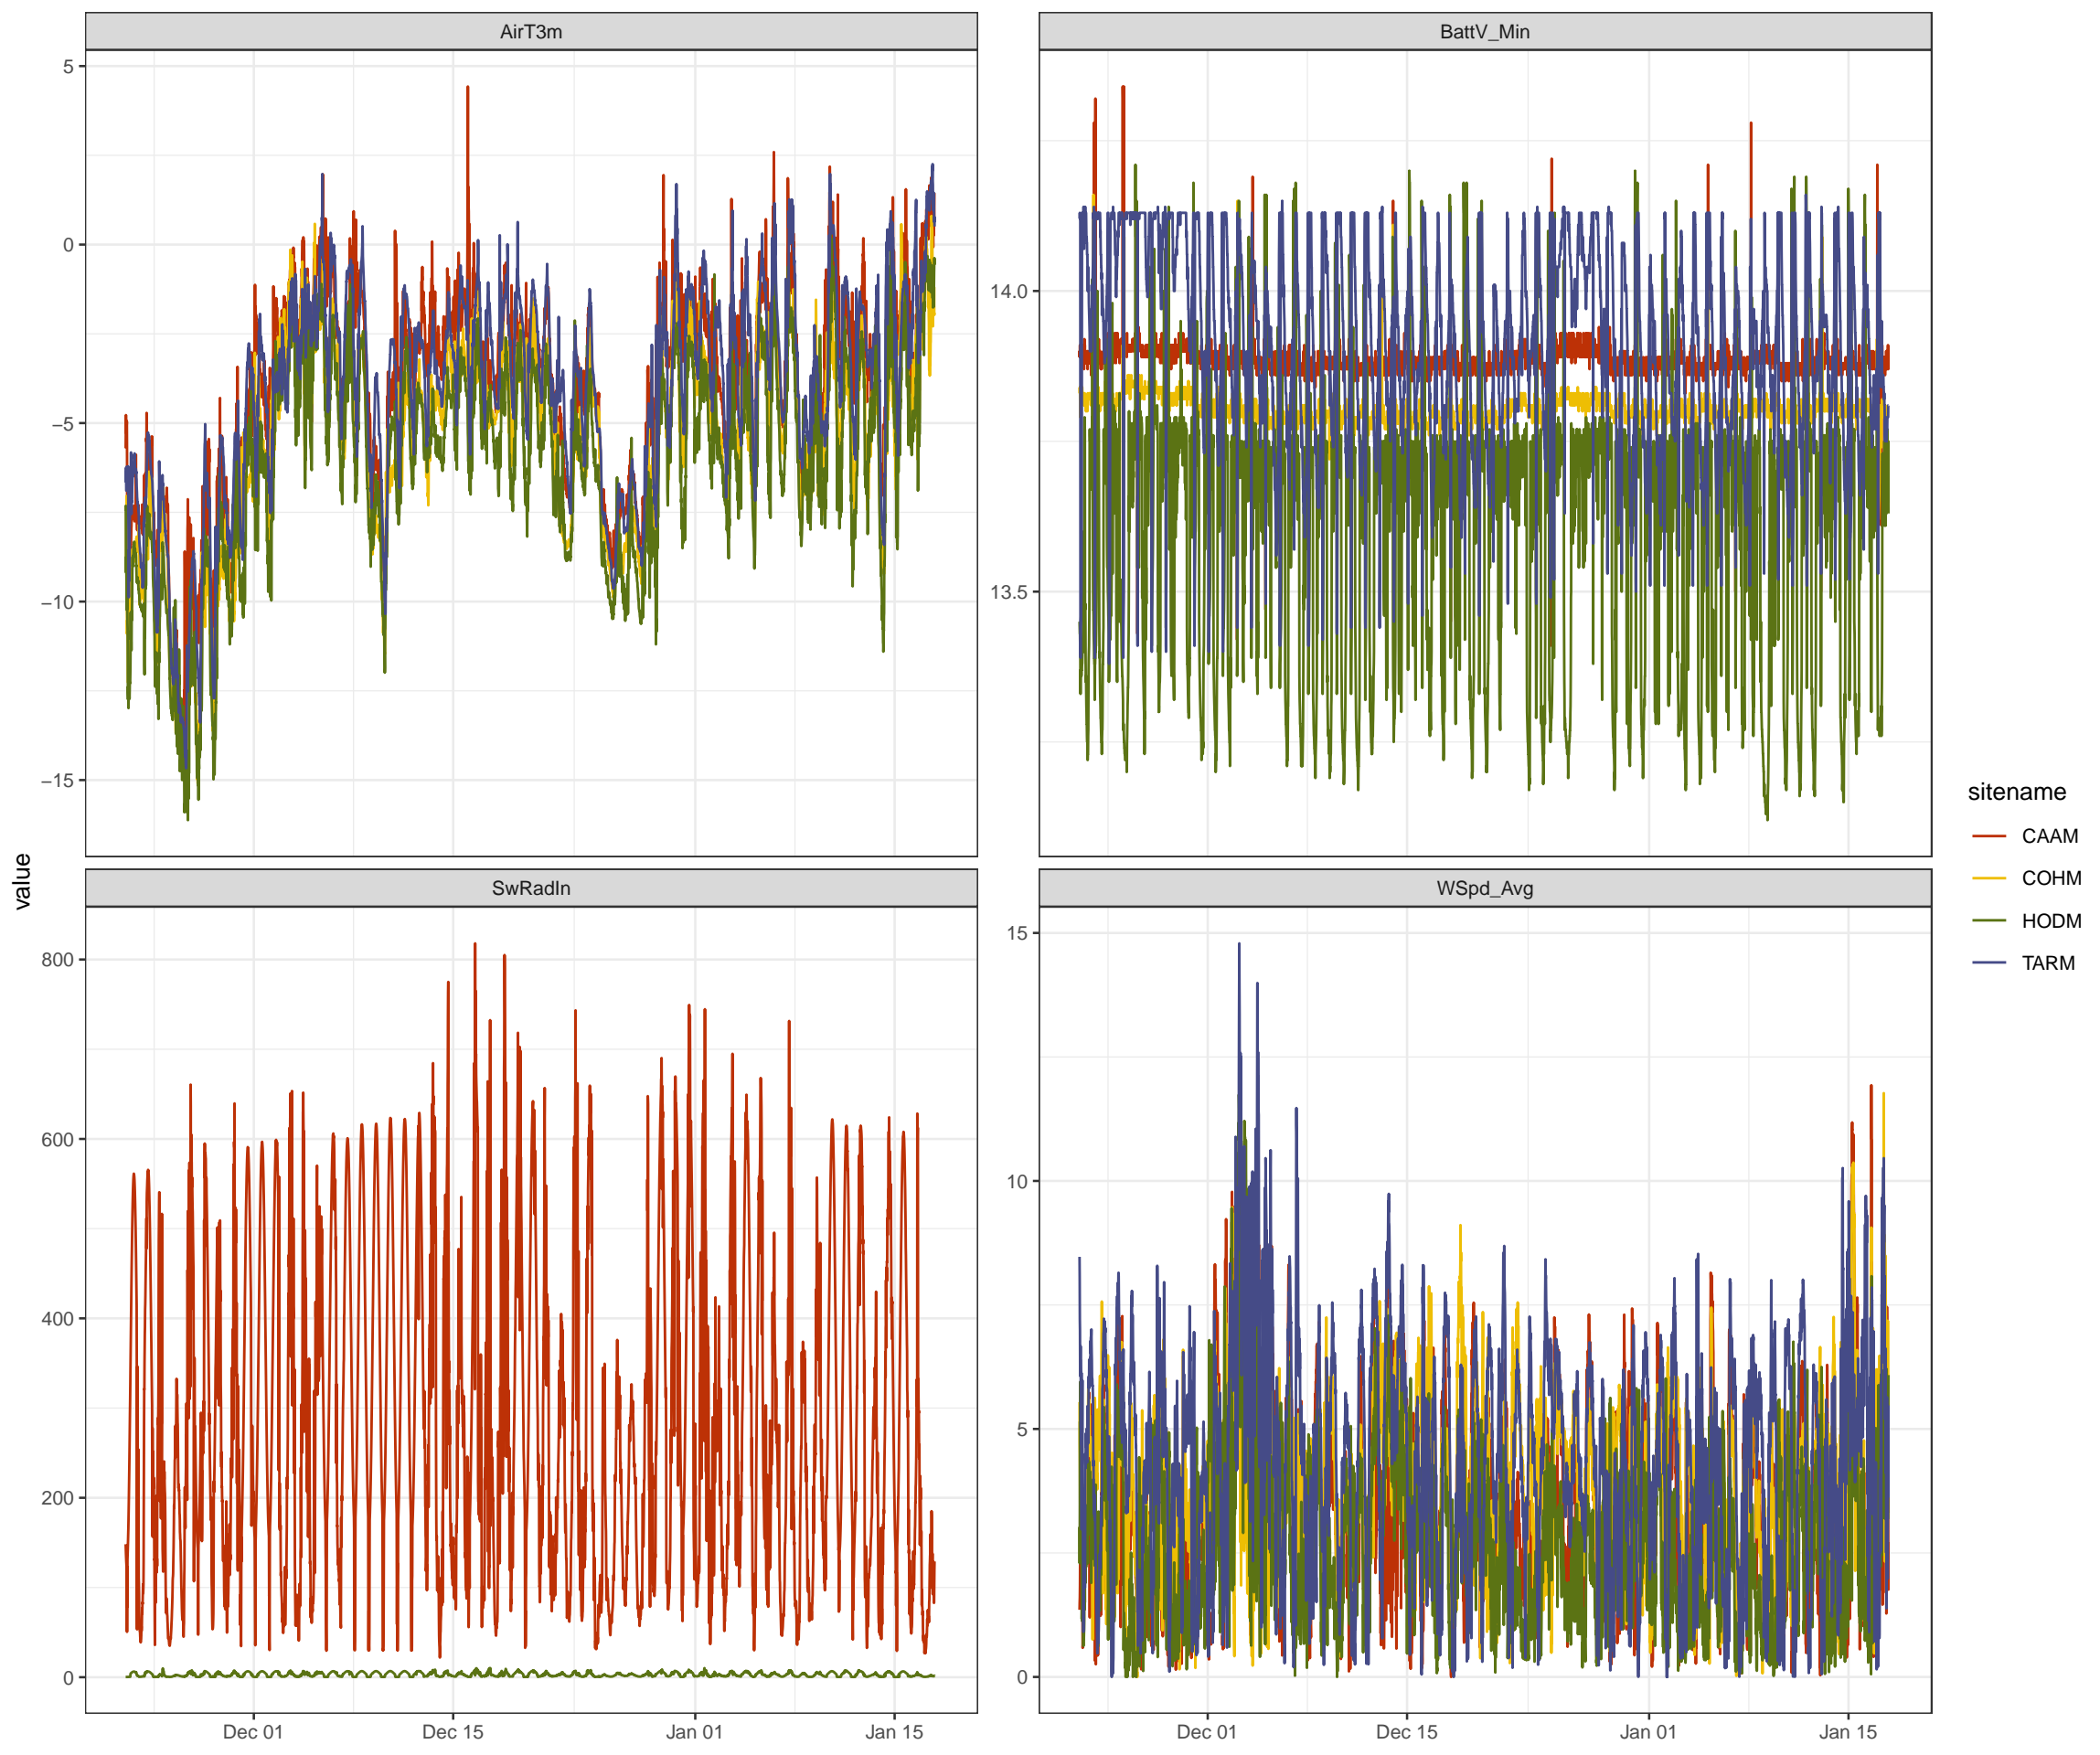 AirT3m
BattV_Min
5
0
−5
−10
−15
14.0
13.5
value
SwRadIn
WSpd_Avg
800
600
400
200
0
15
10
5
0
Dec 01
Dec 15
Jan 01
Jan 15
Dec 01
Dec 15
Jan 01
Jan 15
sitename
CAAM
COHM
HODM
TARM